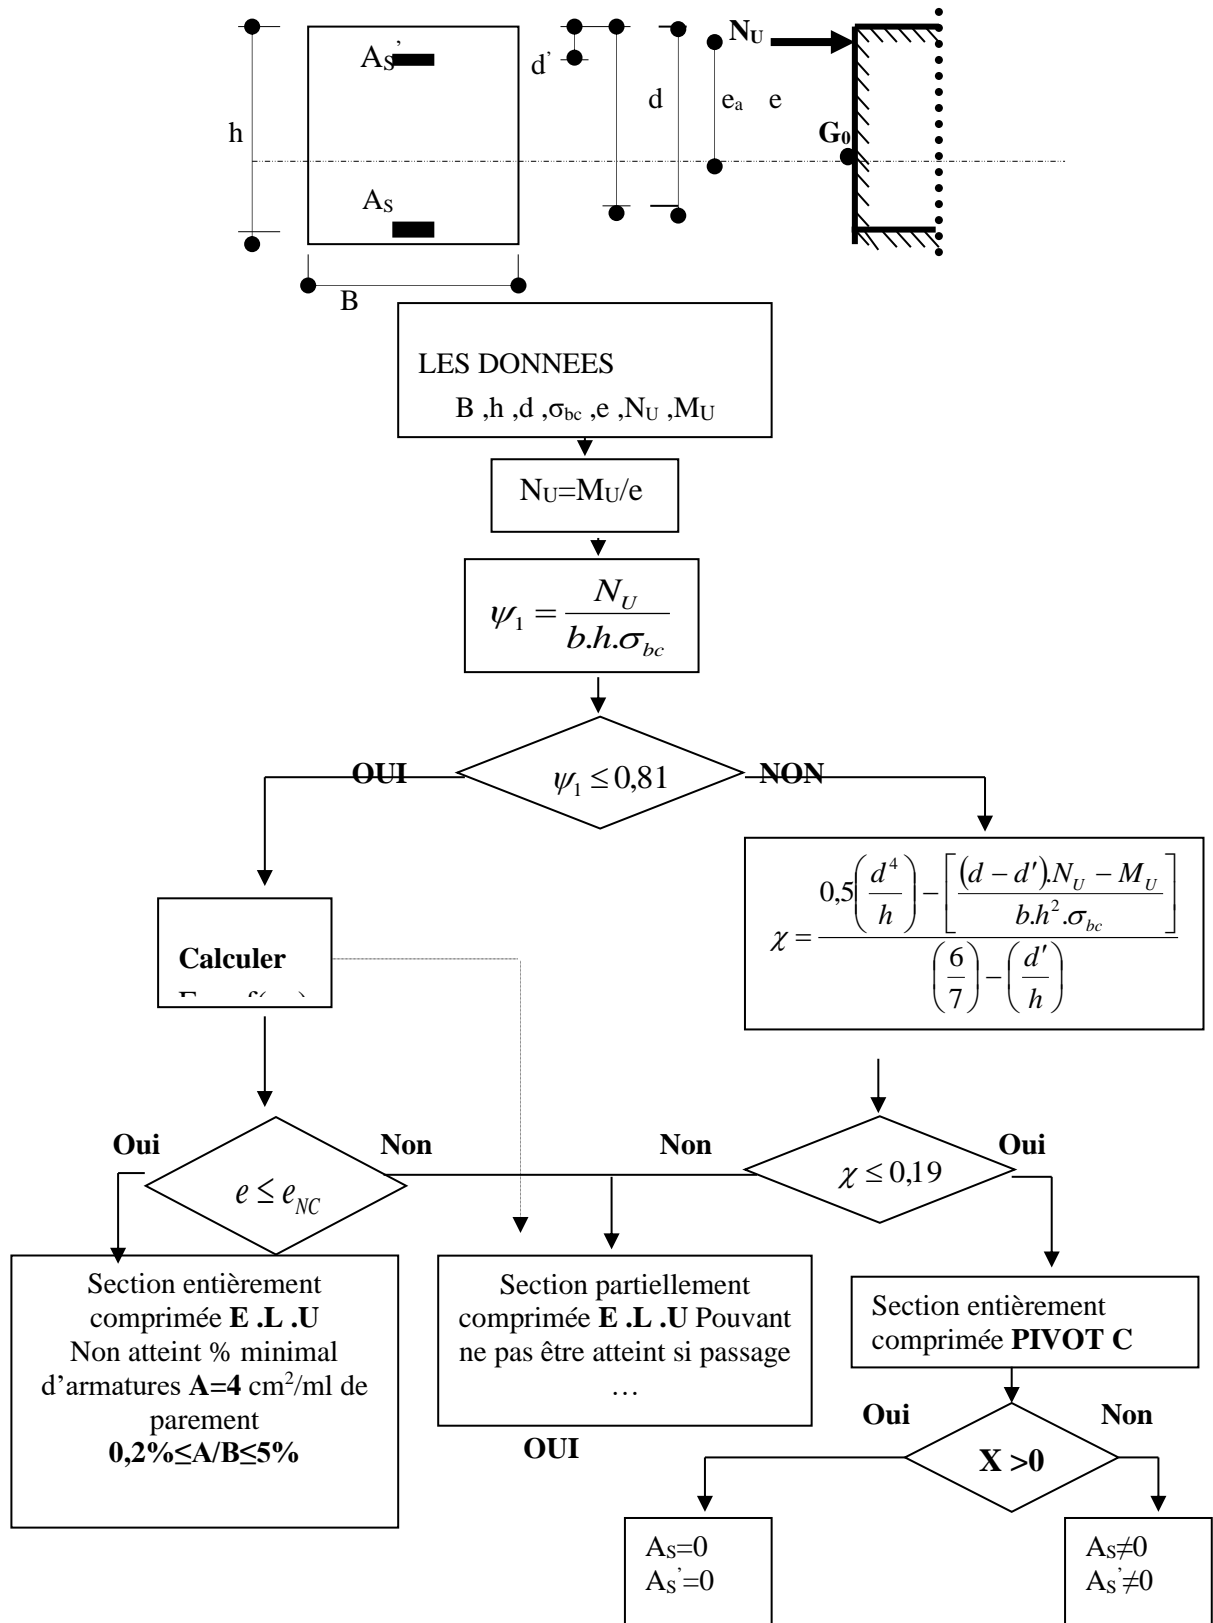 A_S'
d'
N_U
d
e_a
e
h
G_0
A_S
B
LES DONNEES
B ,h ,d ,σ_bc ,e ,N_U ,M_U
N_U=M_U/e
ψ_1 = N_U / b.h.σ_bc
OUI
ψ_1 ≤ 0,81
NON
χ = (0,5(d^4/h) − [((d − d′).N_U − M_U) / (b.h^2.σ_bc)]) / ((6/7) − (d′/h))
Calculer
Oui
Non
Non
Oui
e ≤ e_NC
χ ≤ 0,19
Section entièrement
comprimée E .L .U
Non atteint % minimal
d'armatures A=4 cm²/ml de
parement
0,2%≤A/B≤5%
Section partiellement
comprimée E .L .U Pouvant
ne pas être atteint si passage
…
OUI
Section entièrement
comprimée PIVOT C
Oui
Non
X >0
A_S=0
A_S'=0
A_S≠0
A_S'≠0